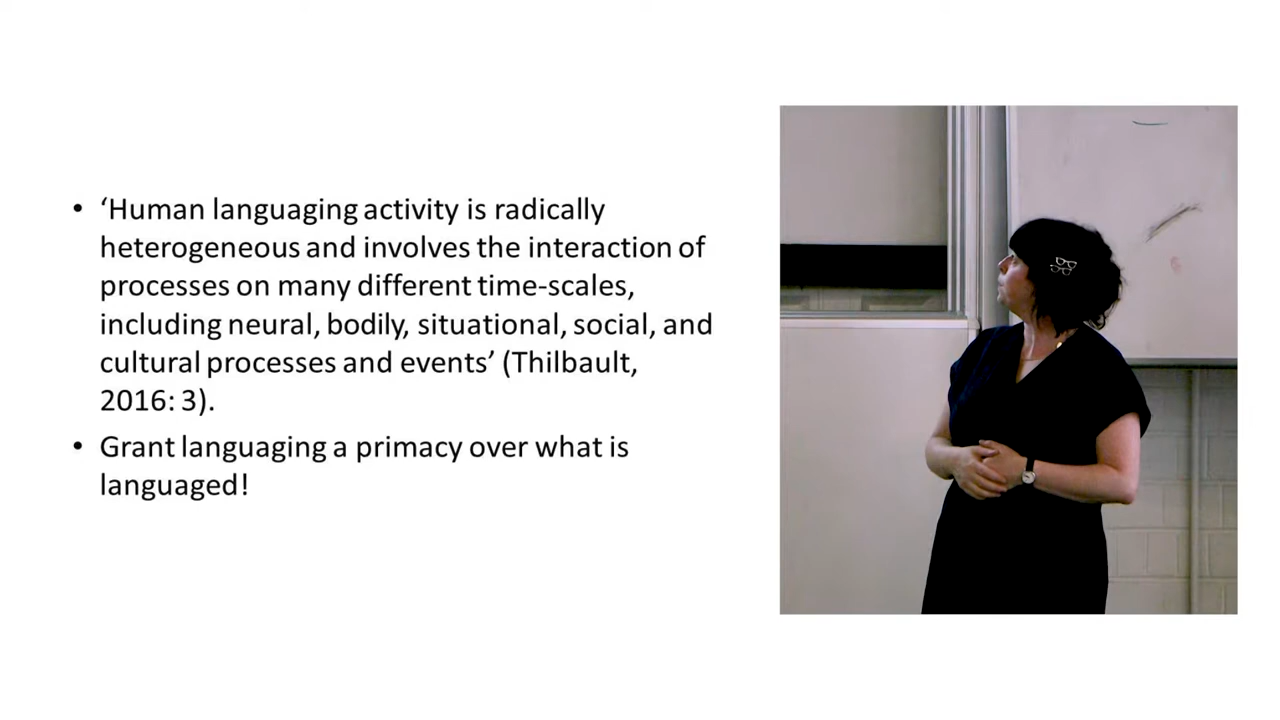 • ‘Human languaging activity is radically
heterogeneous and involves the interaction of
processes on many different time-scales,
including neural, bodily, situational, social, and
cultural processes and events’ (Thilbault,
2016: 3).
• Grant languaging a primacy over what is
languaged!